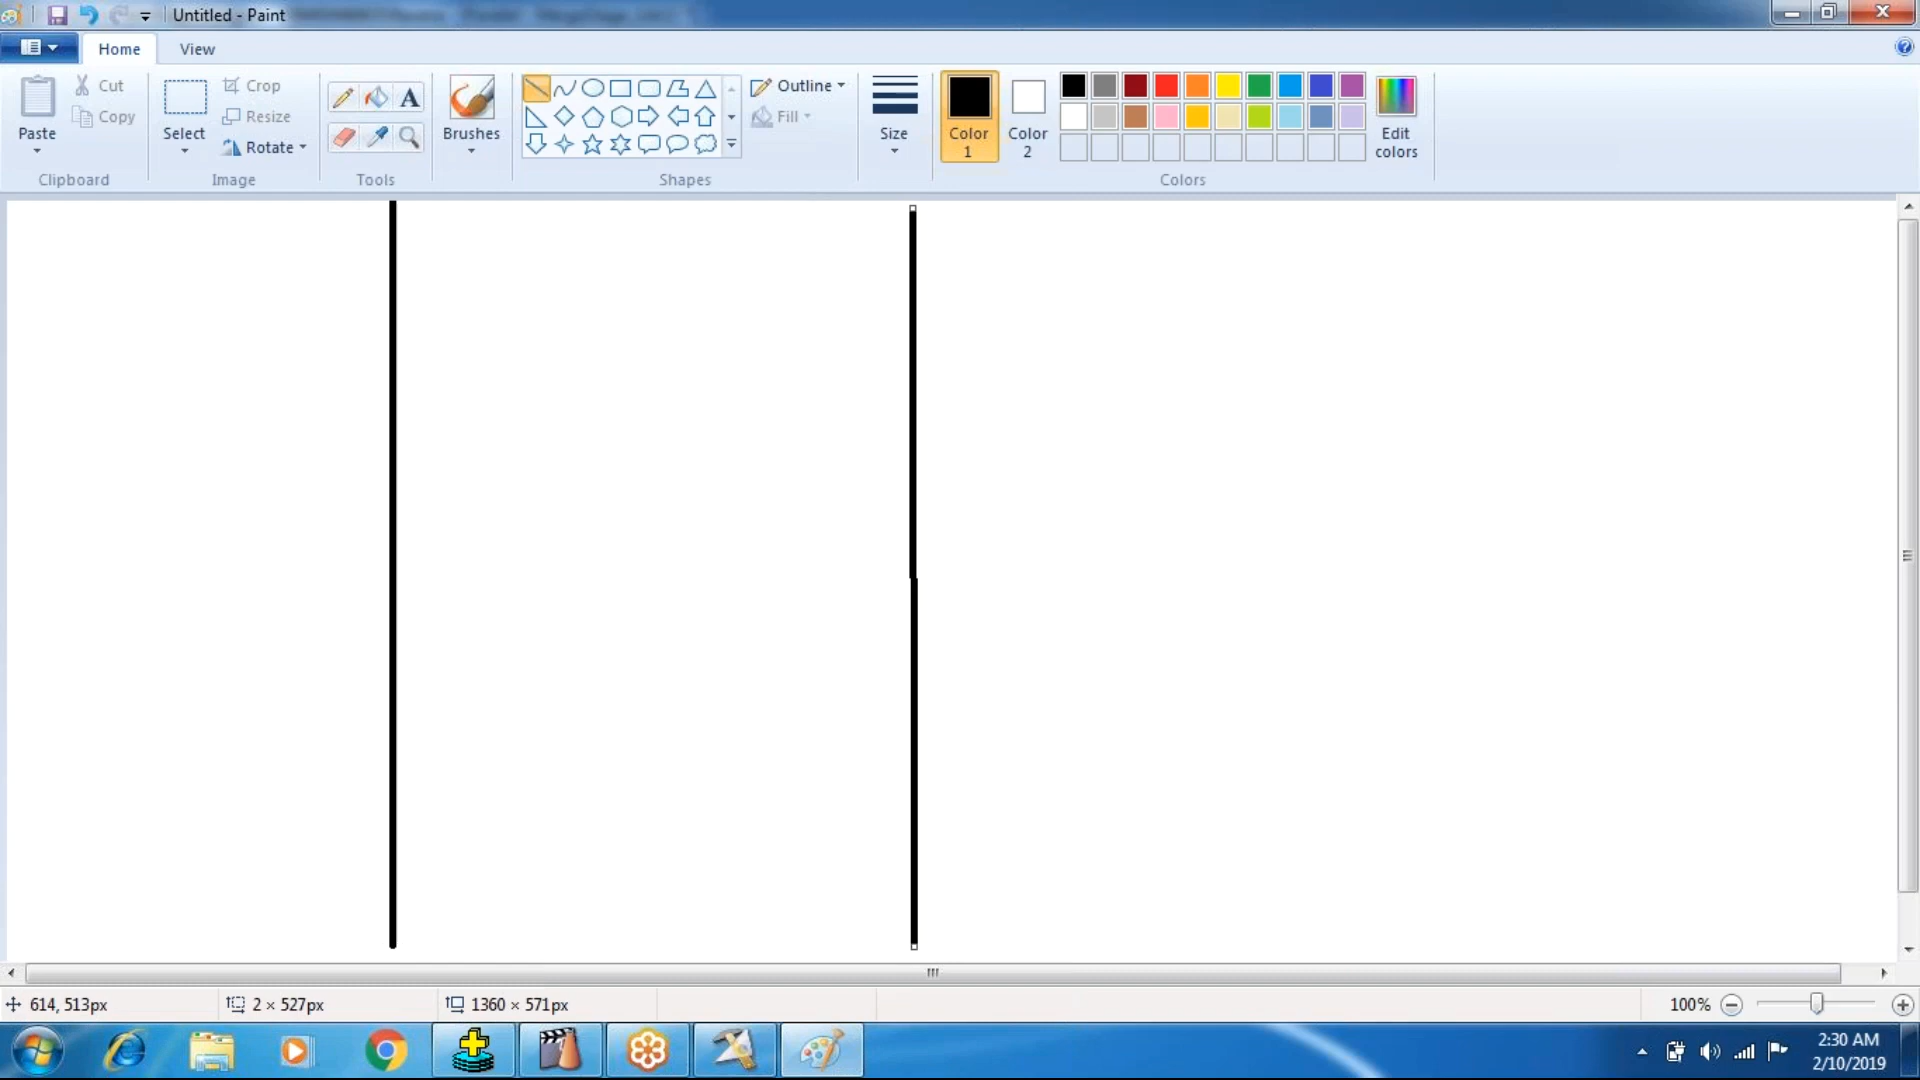 Untitled - Paint
Home View
Paste
Cut
Copy
Clipboard
Select
Crop
Resize
Rotate
Image
Tools
Brushes
Shapes
Outline
Fill
Size
Color 1
Color 2
Edit colors
Colors
614, 513px
2 × 527px
1360 × 571px
100%
2:30 AM
2/10/2019